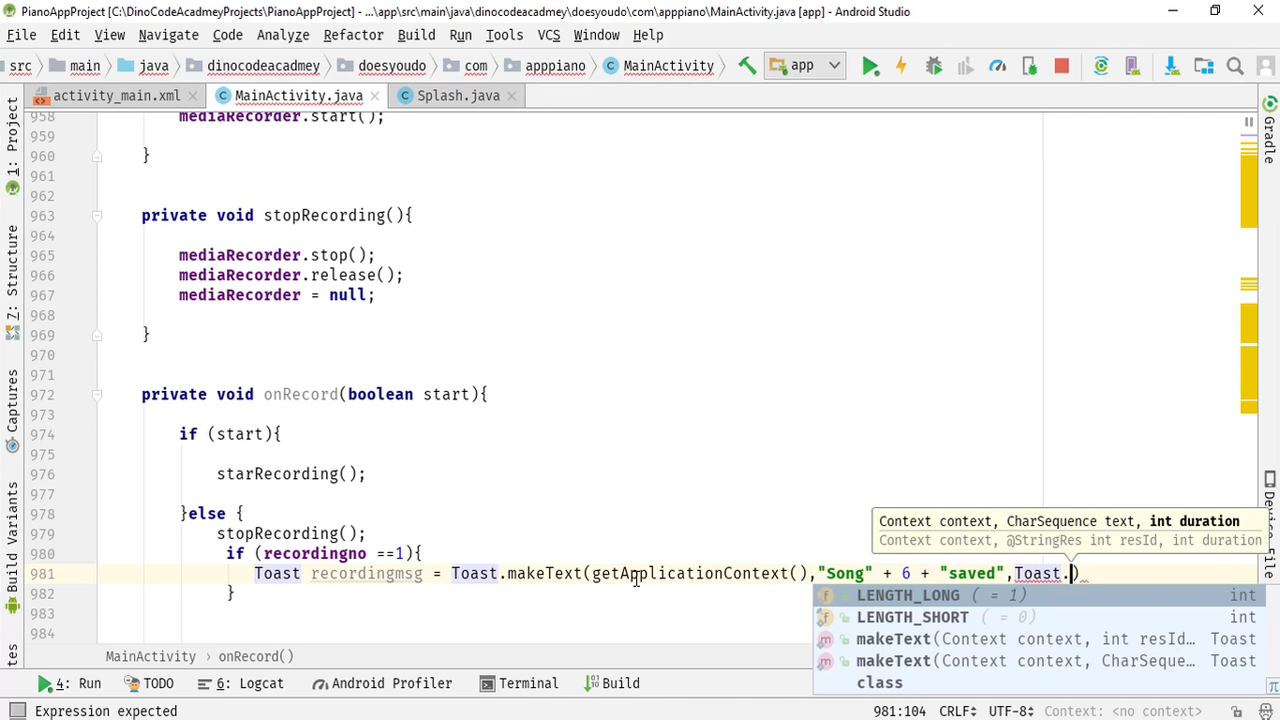 PianoAppProject [C:\DinoCodeAcadmeyProjects\PianoAppProject] - ...\app\src\main\java\dinocodeacadmey\doesyoudo\com\apppiano\MainActivity.java [app] - Android Studio
File Edit View Navigate Code Analyze Refactor Build Run Tools VCS Window Help
src main java dinocodeacadmey doesyoudo com apppiano MainActivity app
activity_main.xml MainActivity.java Splash.java
1: Project
Z: Structure
Captures
Build Variants
Gradle
Device File
958 mediaRecorder.start();
959
960 }
961
962
963 private void stopRecording(){
964
965 mediaRecorder.stop();
966 mediaRecorder.release();
967 mediaRecorder = null;
968
969 }
970
971
972 private void onRecord(boolean start){
973
974 if (start){
975
976 starRecording();
977
978 }else {
979 stopRecording();
980 if (recordingno ==1){
981 Toast recordingmsg = Toast.makeText(getApplicationContext(),"Song" + 6 + "saved",Toast.)
982 }
983
984
Context context, CharSequence text, int duration
Context context, @StringRes int resId, int duration
LENGTH_LONG ( = 1) int
LENGTH_SHORT ( = 0) int
makeText(Context context, int resId… Toast
makeText(Context context, CharSeque… Toast
class
MainActivity › onRecord()
4: Run TODO 6: Logcat Android Profiler Terminal Build
Expression expected 981:104 CRLF UTF-8 Context: <no context>